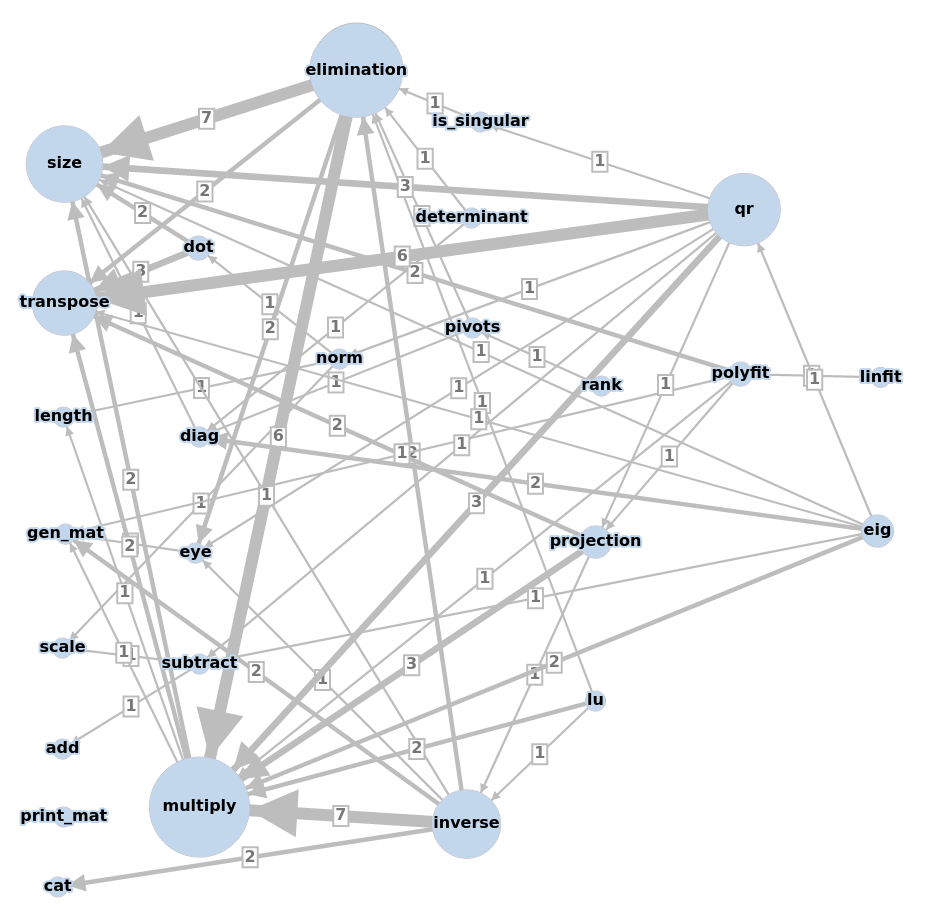 elimination
1
is_singular
7
1
1
size
2
3
qr
2
determinant
dot
6
3
2
1
transpose
1
2
1
pivots
1
norm
1
polyfit
1
1
rank
1
1
1
linfit
length
1
1
2
1
diag
6
1
12
1
2
2
1
1
3
gen_mat
eig
2
projection
eye
1
1
1
scale
1
subtract
2
3
2
1
1
lu
1
add
2
1
multiply
print_mat
7
inverse
2
cat